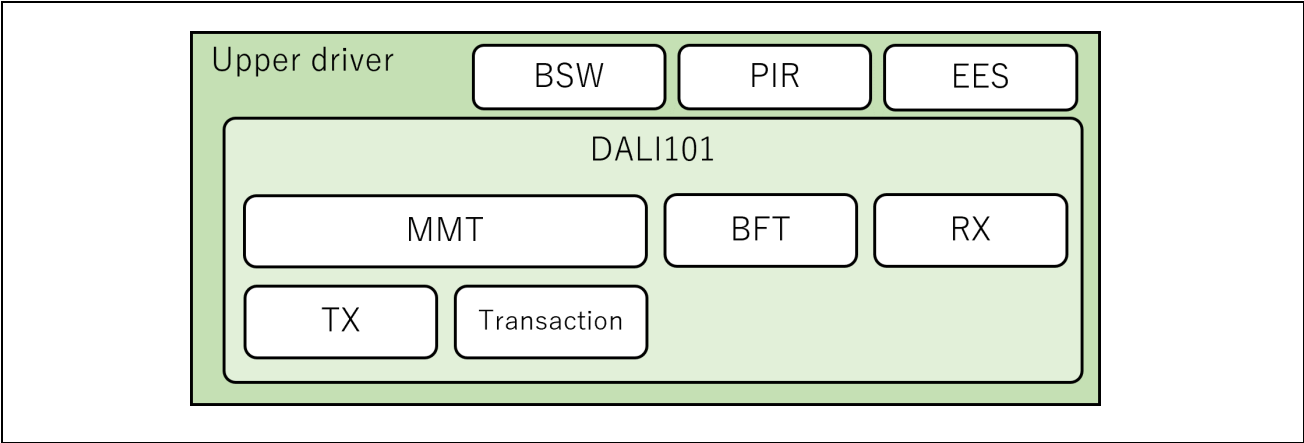 Upper driver
BSW
PIR
EES
DALI101
MMT
BFT
RX
TX
Transaction